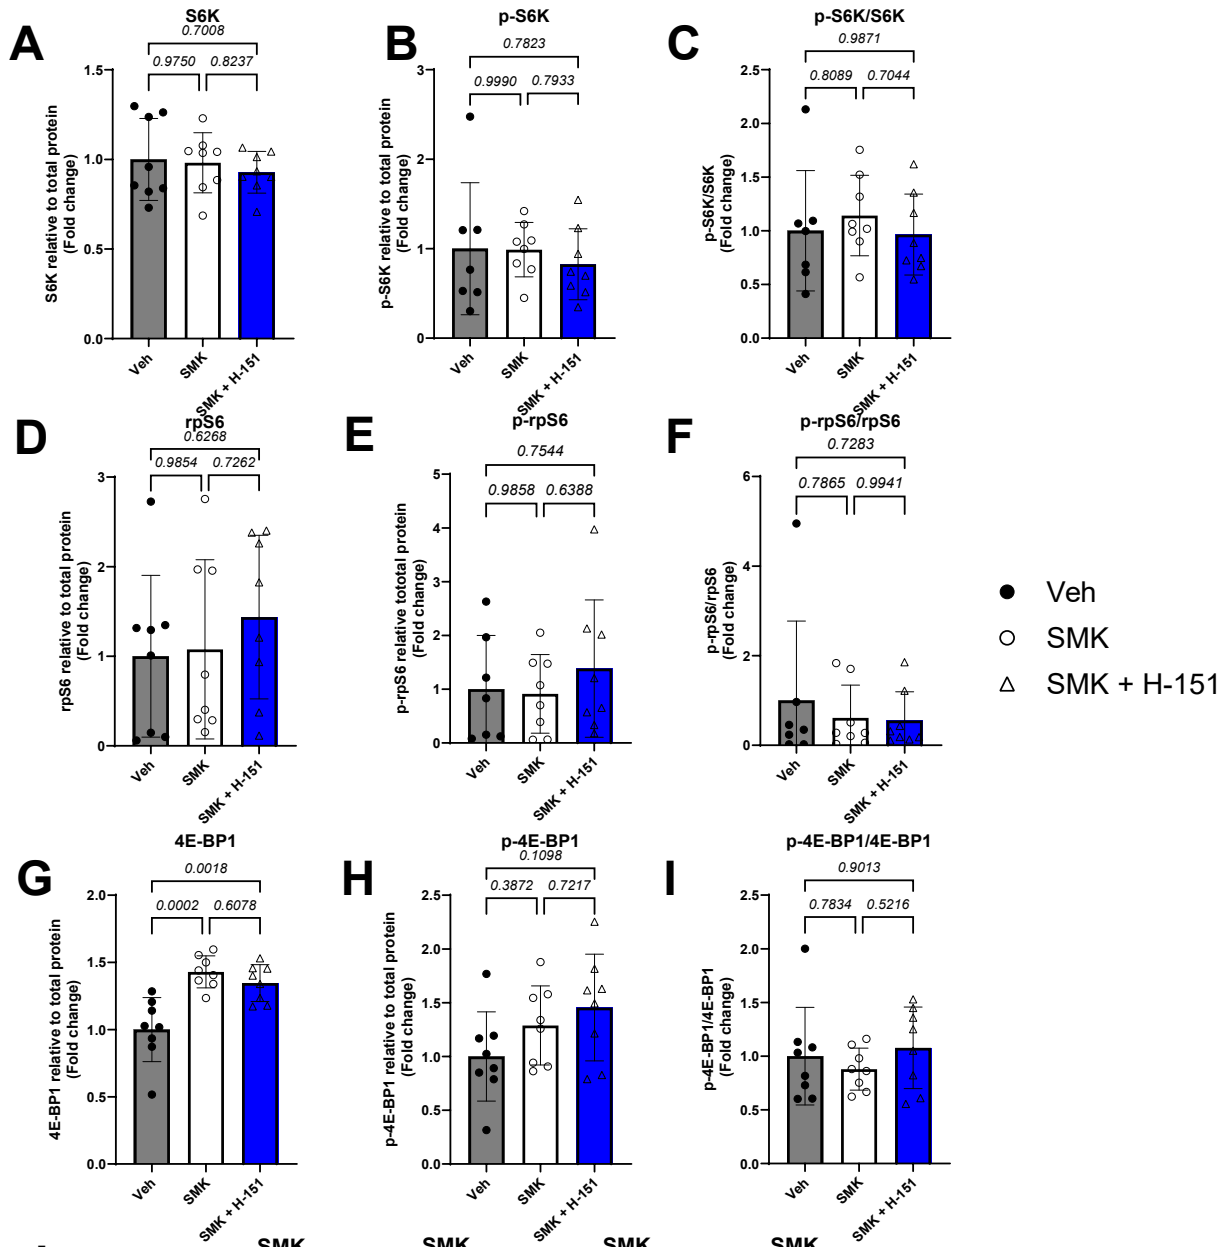 A
S6K
0.7008
0.9750
0.8237
S6K relative to total protein
(Fold change)
1.5
1.0
0.5
0.0
Veh
SMK
SMK + H-151
B
p-S6K
0.7823
0.9990
0.7933
p-S6K relative to total protein
(Fold change)
3
2
1
0
Veh
SMK
SMK + H-151
C
p-S6K/S6K
0.9871
0.8089
0.7044
p-S6K/S6K
(Fold change)
2.5
2.0
1.5
1.0
0.5
0.0
Veh
SMK
SMK + H-151
D
rpS6
0.6268
0.9854
0.7262
rpS6 relative to total protein
(Fold change)
3
2
1
0
Veh
SMK
SMK + H-151
E
p-rpS6
0.7544
0.9858
0.6388
p-rpS6 relative to tototal protein
(Fold change)
5
4
3
2
1
0
Veh
SMK
SMK + H-151
F
p-rpS6/rpS6
0.7283
0.7865
0.9941
p-rpS6/rpS6
(Fold change)
6
4
2
0
Veh
SMK
SMK + H-151
Veh
SMK
SMK + H-151
G
4E-BP1
0.0018
0.0002
0.6078
4E-BP1 relative to total protein
(Fold change)
2.0
1.5
1.0
0.5
0.0
Veh
SMK
SMK + H-151
H
p-4E-BP1
0.1098
0.3872
0.7217
p-4E-BP1 relative to total protein
(Fold change)
2.5
2.0
1.5
1.0
0.5
0.0
Veh
SMK
SMK + H-151
I
p-4E-BP1/4E-BP1
0.9013
0.7834
0.5216
p-4E-BP1/4E-BP1
(Fold change)
2.5
2.0
1.5
1.0
0.5
0.0
Veh
SMK
SMK + H-151
SMK
SMK
SMK
SMK